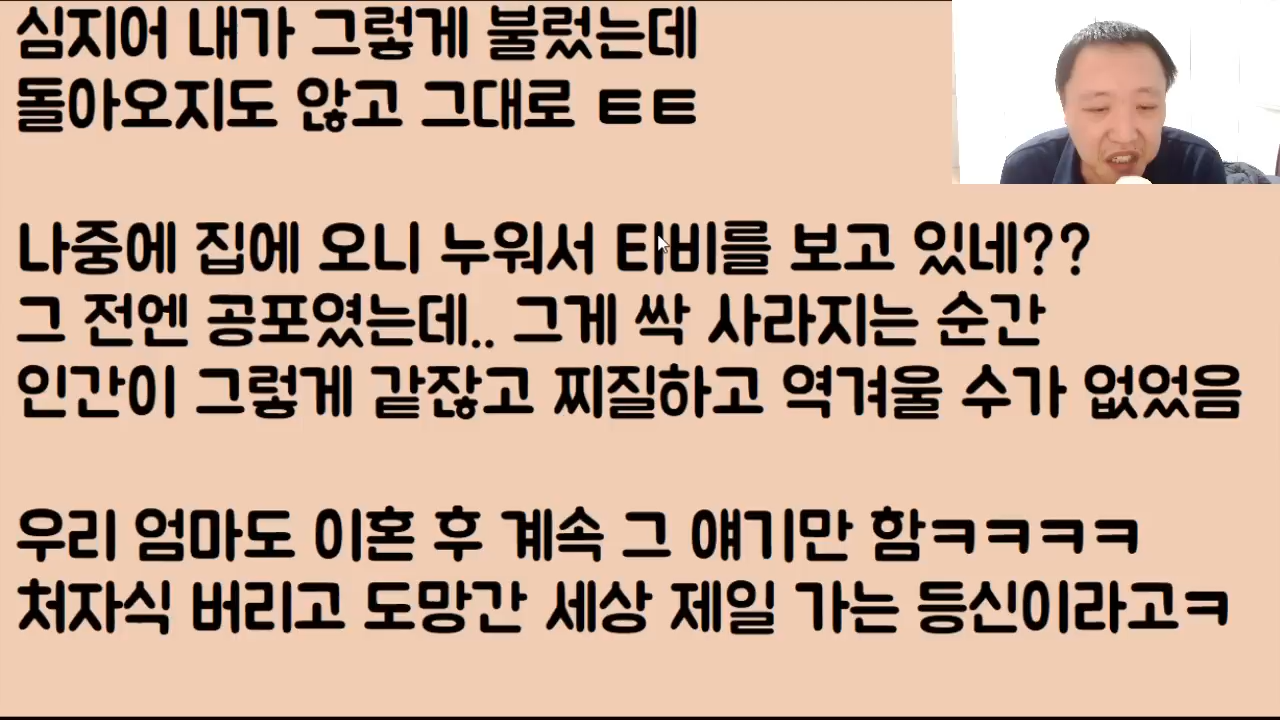 심지어 내가 그렇게 불렀는데
돌아오지도 않고 그대로 ㅌㅌ
나중에 집에 오니 누워서 티비를 보고 있네??
그 전엔 공포였는데.. 그게 싹 사라지는 순간
인간이 그렇게 같잖고 찌질하고 역겨울 수가 없었음
우리 엄마도 이혼 후 계속 그 얘기만 함ㅋㅋㅋㅋ
처자식 버리고 도망간 세상 제일 가는 등신이라고ㅋ